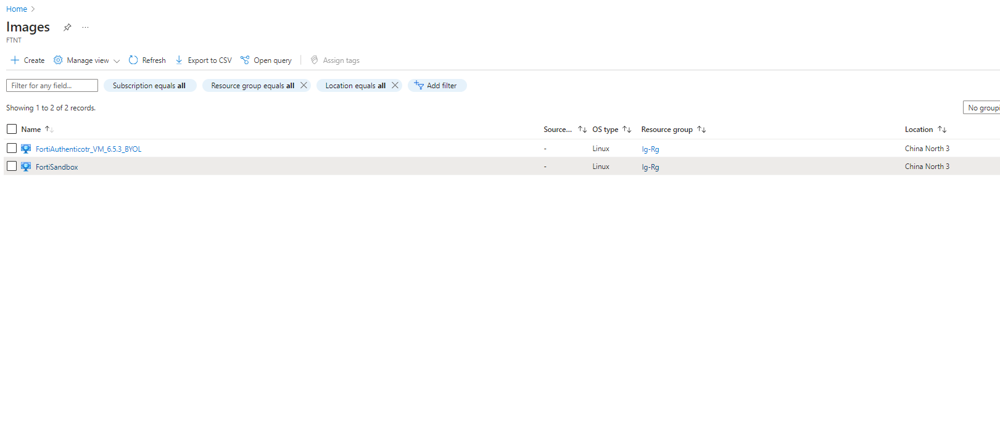 Home
Images
FTNT
Create Manage view Refresh Export to CSV Open query Assign tags
Filter for any field... Subscription equals all Resource group equals all Location equals all Add filter
Showing 1 to 2 of 2 records.
No groupi
Name Source... OS type Resource group Location
FortiAuthenticotr_VM_6.5.3_BYOL - Linux lg-Rg China North 3
FortiSandbox - Linux lg-Rg China North 3